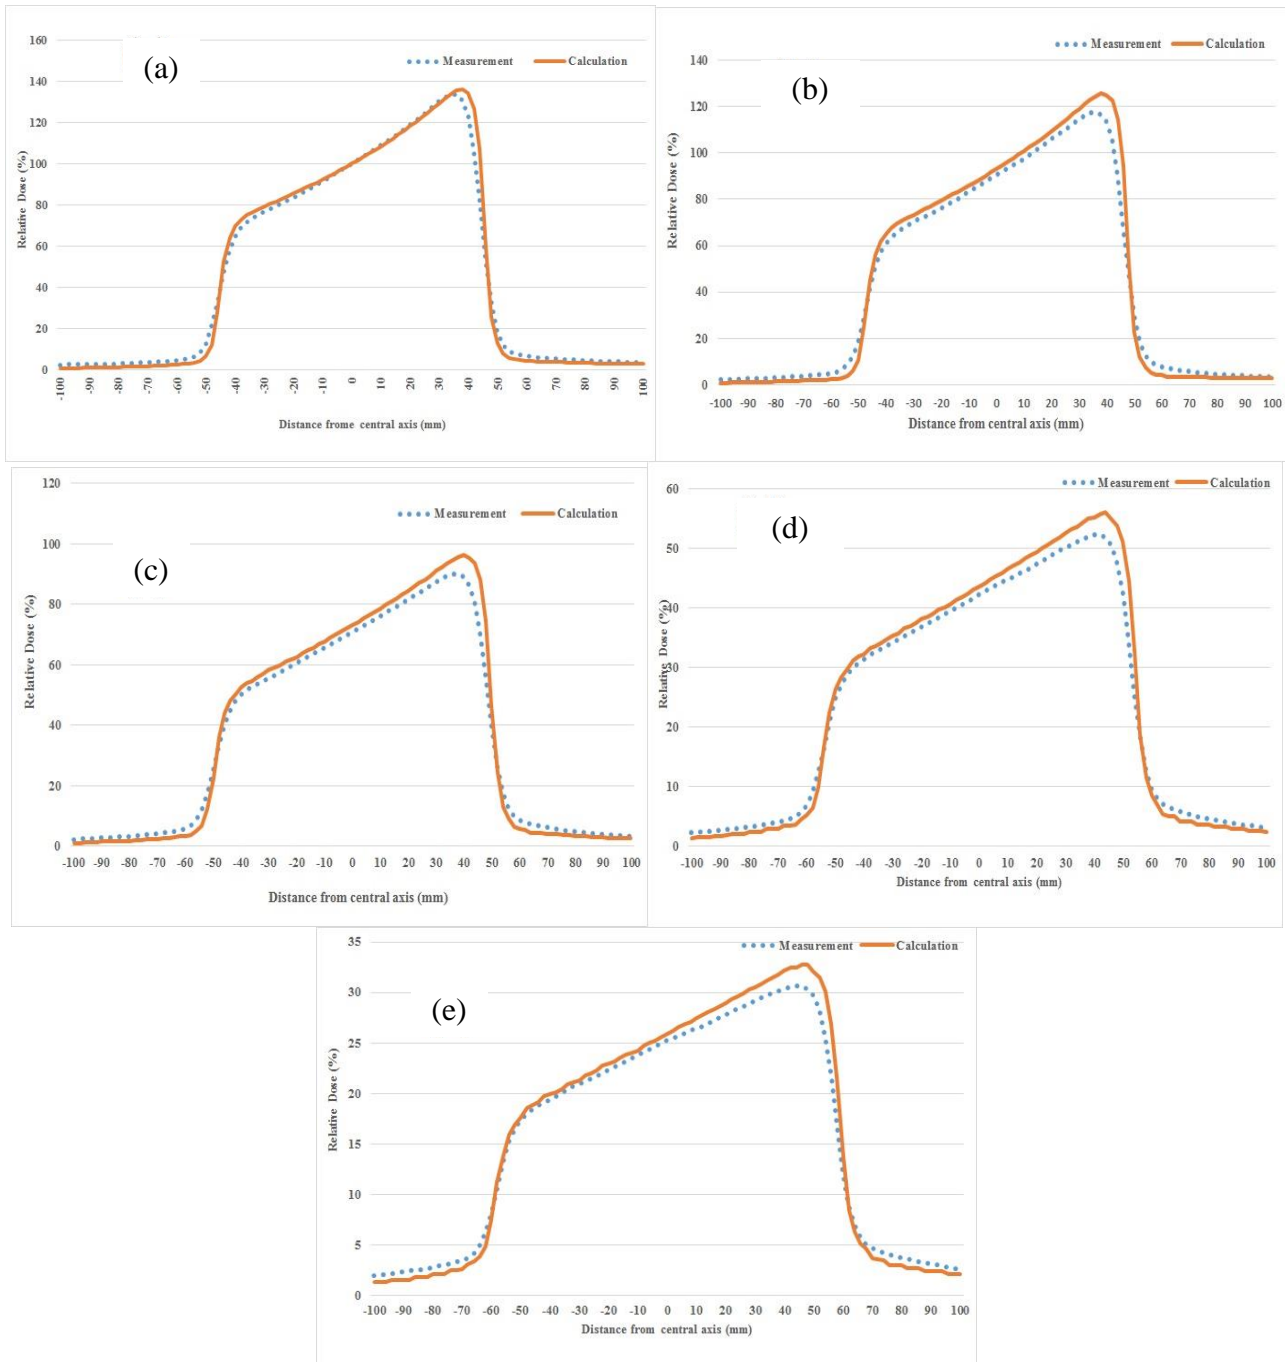 160
140
120
100
80
60
40
20
0
(a)
Measurement Calculation
Relative Dose (%)
-100 -90 -80 -70 -60 -50 -40 -30 -20 -10 0 10 20 30 40 50 60 70 80 90 100
Distance frome central axis (mm)
140
120
100
80
60
40
20
0
(b)
Measurement Calculation
Relative Dose (%)
-100 -90 -80 -70 -60 -50 -40 -30 -20 -10 0 10 20 30 40 50 60 70 80 90 100
Distance from central axis (mm)
120
100
80
60
40
20
0
(c)
Measurement Calculation
Relative Dose (%)
-100 -90 -80 -70 -60 -50 -40 -30 -20 -10 0 10 20 30 40 50 60 70 80 90 100
Distance from central axis (mm)
60
50
40
30
20
10
0
(d)
Measurement Calculation
Relative Dose (%)
-100 -90 -80 -70 -60 -50 -40 -30 -20 -10 0 10 20 30 40 50 60 70 80 90 100
Distance from central axis (mm)
35
30
25
20
15
10
5
0
(e)
Measurement Calculation
Relative Dose (%)
-100 -90 -80 -70 -60 -50 -40 -30 -20 -10 0 10 20 30 40 50 60 70 80 90 100
Distance from central axis (mm)